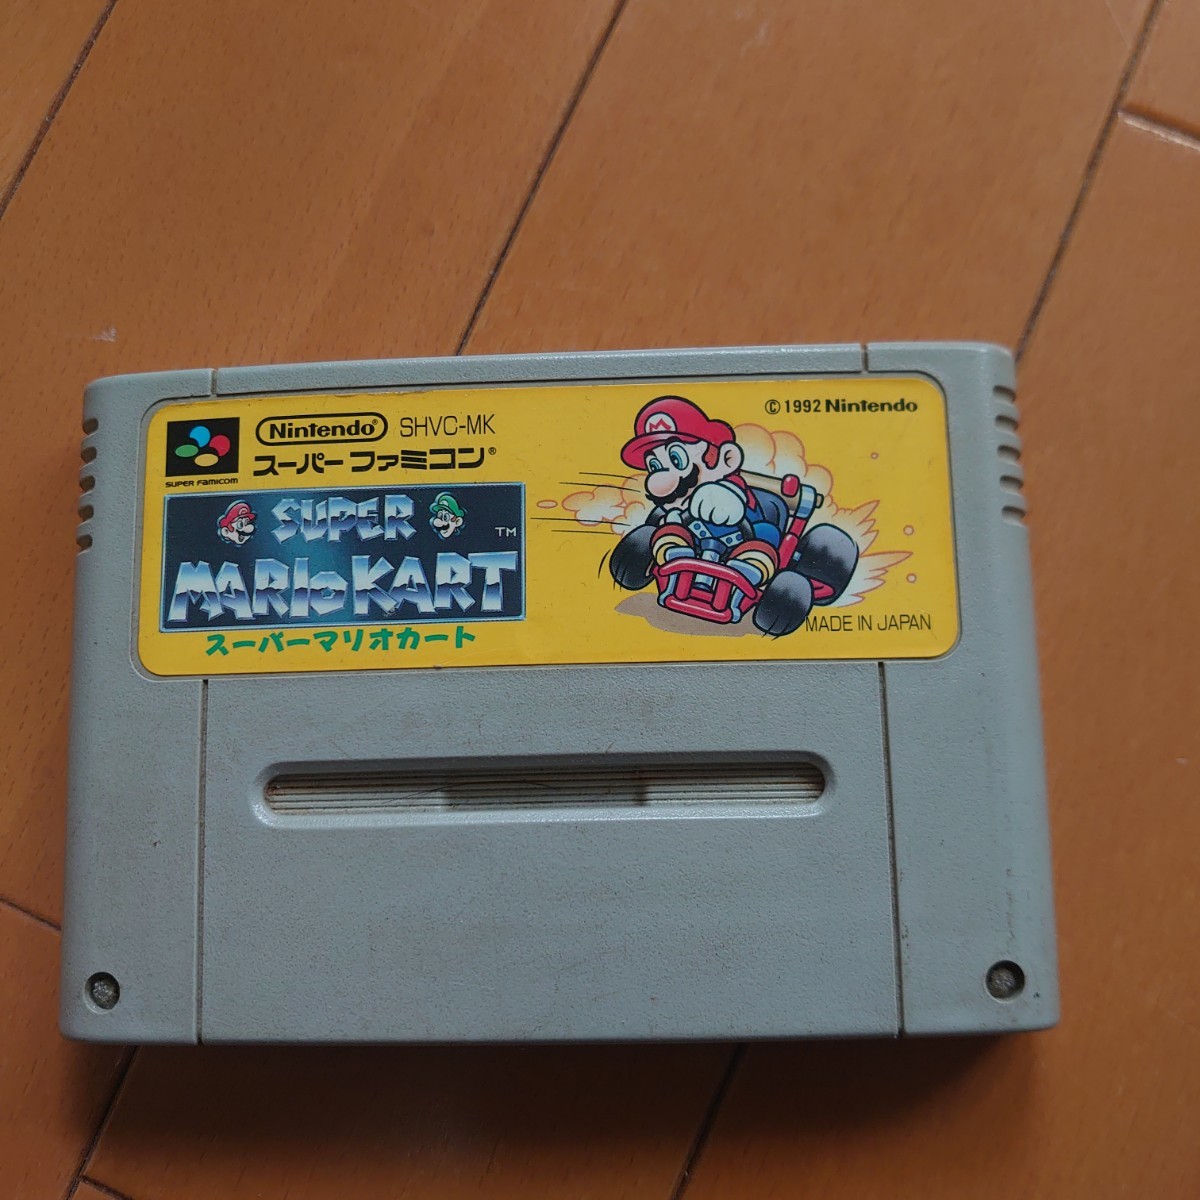 Nintendo® SHVC-MK
スーパーファミコン®
SUPER FAMICOM
© 1992 Nintendo
M
SUPER
MARIO KART
TM
スーパーマリオカート
MADE IN JAPAN